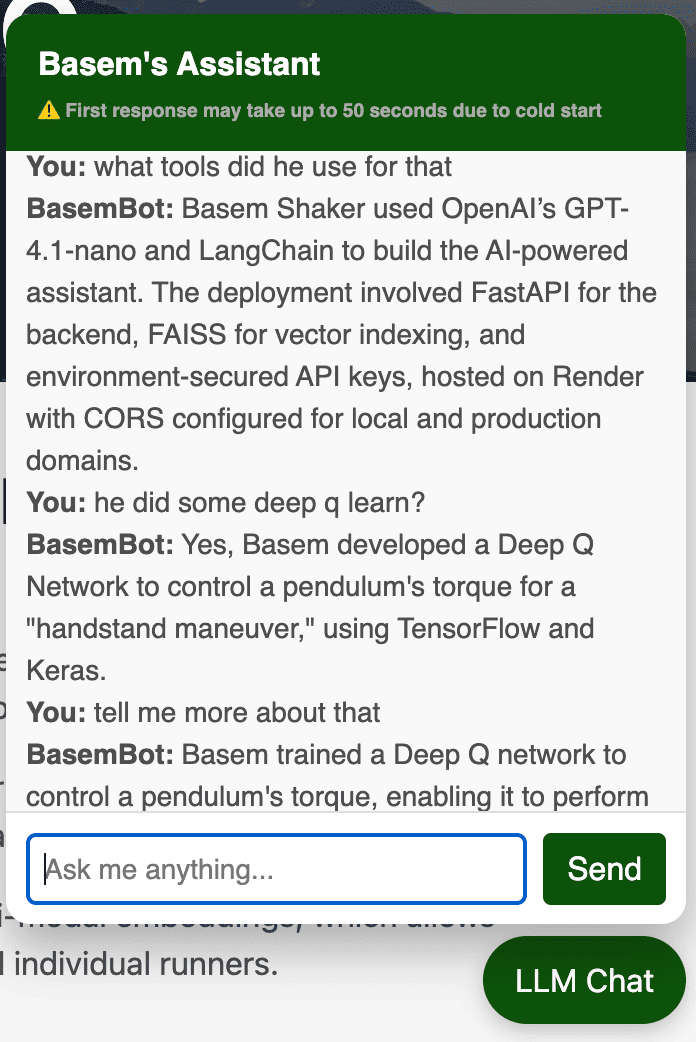 Basem's Assistant
⚠️ First response may take up to 50 seconds due to cold start
You: what tools did he use for that
BasemBot: Basem Shaker used OpenAI’s GPT-
4.1-nano and LangChain to build the AI-powered
assistant. The deployment involved FastAPI for the
backend, FAISS for vector indexing, and
environment-secured API keys, hosted on Render
with CORS configured for local and production
domains.
You: he did some deep q learn?
BasemBot: Yes, Basem developed a Deep Q
Network to control a pendulum's torque for a
"handstand maneuver," using TensorFlow and
Keras.
You: tell me more about that
BasemBot: Basem trained a Deep Q network to
control a pendulum's torque, enabling it to perform
Ask me anything...
Send
individual runners.
LLM Chat